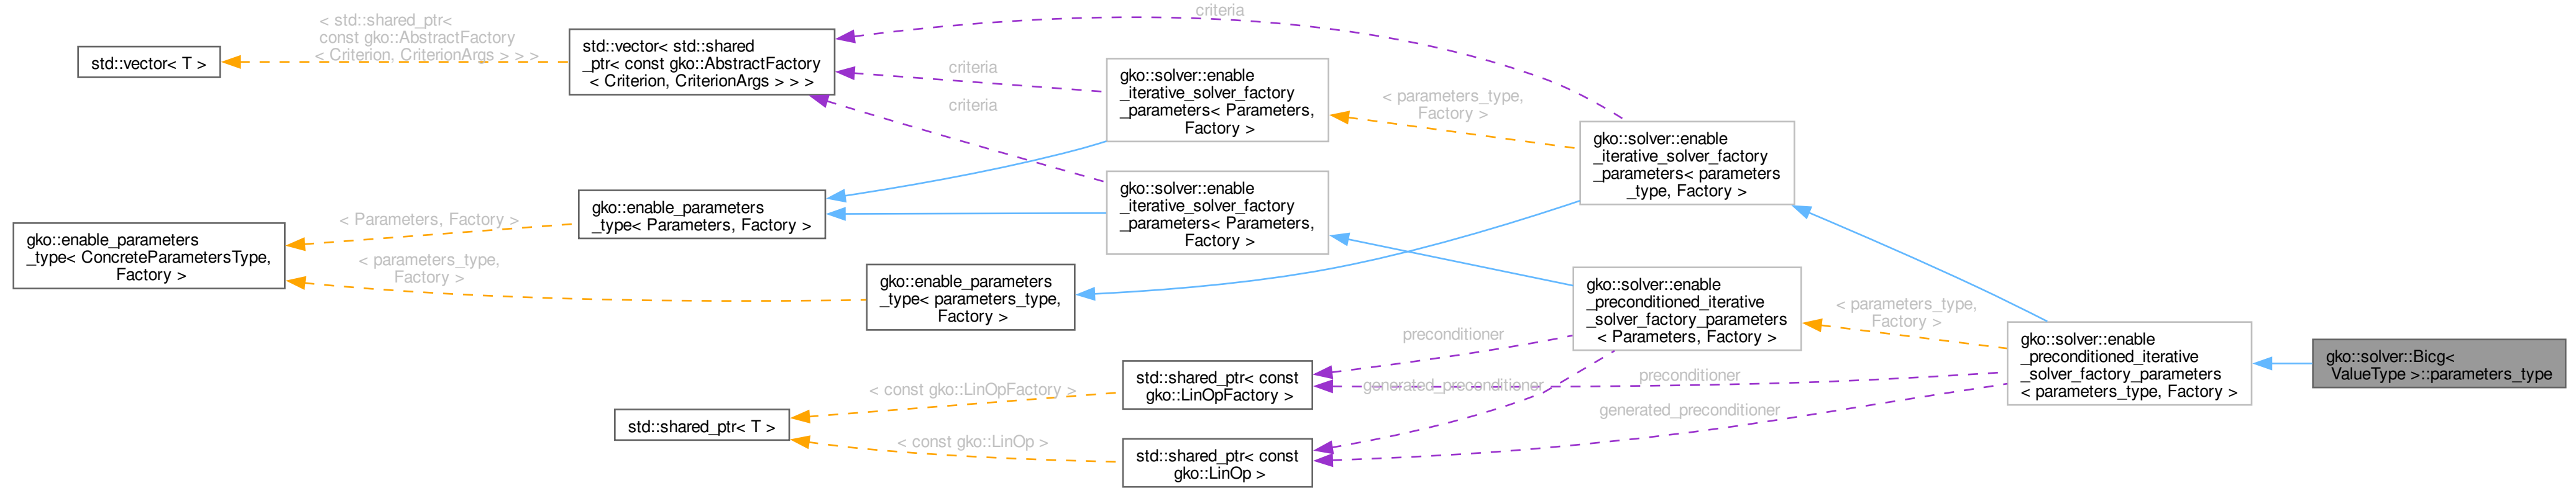 criteria
< std::shared_ptr<
const gko::AbstractFactory
< Criterion, CriterionArgs > > >
std::vector< T >
std::vector< std::shared
_ptr< const gko::AbstractFactory
< Criterion, CriterionArgs > > >
criteria
criteria
gko::solver::enable
_iterative_solver_factory
_parameters< Parameters,
Factory >
< parameters_type,
Factory >
gko::solver::enable
_iterative_solver_factory
_parameters< parameters
_type, Factory >
gko::solver::enable
_iterative_solver_factory
_parameters< Parameters,
Factory >
gko::enable_parameters
_type< Parameters, Factory >
< Parameters, Factory >
gko::enable_parameters
_type< ConcreteParametersType,
Factory >
< parameters_type,
Factory >
gko::enable_parameters
_type< parameters_type,
Factory >
gko::solver::enable
_preconditioned_iterative
_solver_factory_parameters
< Parameters, Factory >
< parameters_type,
Factory >
gko::solver::enable
_preconditioned_iterative
_solver_factory_parameters
< parameters_type, Factory >
gko::solver::Bicg<
ValueType >::parameters_type
preconditioner
generated_preconditioner
preconditioner
generated_preconditioner
std::shared_ptr< const
gko::LinOpFactory >
< const gko::LinOpFactory >
std::shared_ptr< T >
< const gko::LinOp >
std::shared_ptr< const
gko::LinOp >